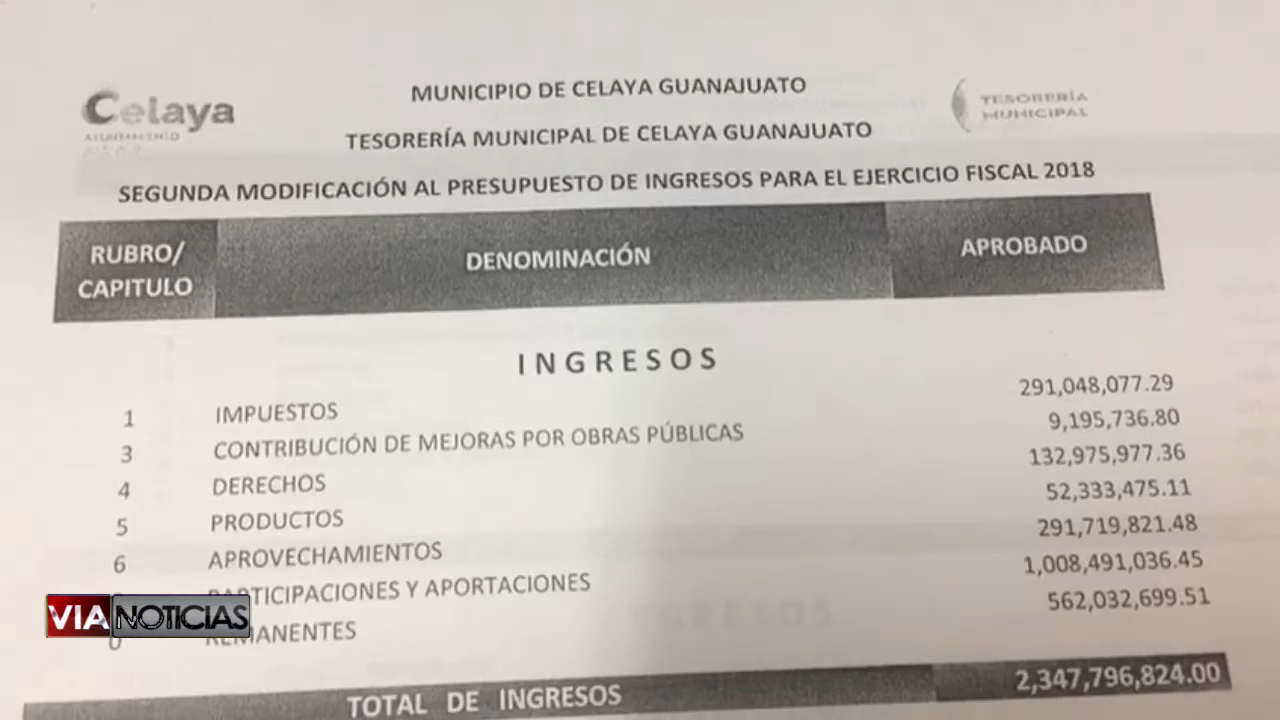 Celaya
AYUNTAMIENTO
MUNICIPIO DE CELAYA GUANAJUATO
TESORERÍA MUNICIPAL DE CELAYA GUANAJUATO
TESORERÍA
MUNICIPAL
SEGUNDA MODIFICACIÓN AL PRESUPUESTO DE INGRESOS PARA EL EJERCICIO FISCAL 2018
RUBRO/ CAPITULO DENOMINACIÓN APROBADO
INGRESOS
1 IMPUESTOS 291,048,077.29
3 CONTRIBUCIÓN DE MEJORAS POR OBRAS PÚBLICAS 9,195,736.80
4 DERECHOS 132,975,977.36
5 PRODUCTOS 52,333,475.11
6 APROVECHAMIENTOS 291,719,821.48
PARTICIPACIONES Y APORTACIONES 1,008,491,036.45
0 REMANENTES 562,032,699.51
TOTAL DE INGRESOS 2,347,796,824.00
VIA NOTICIAS